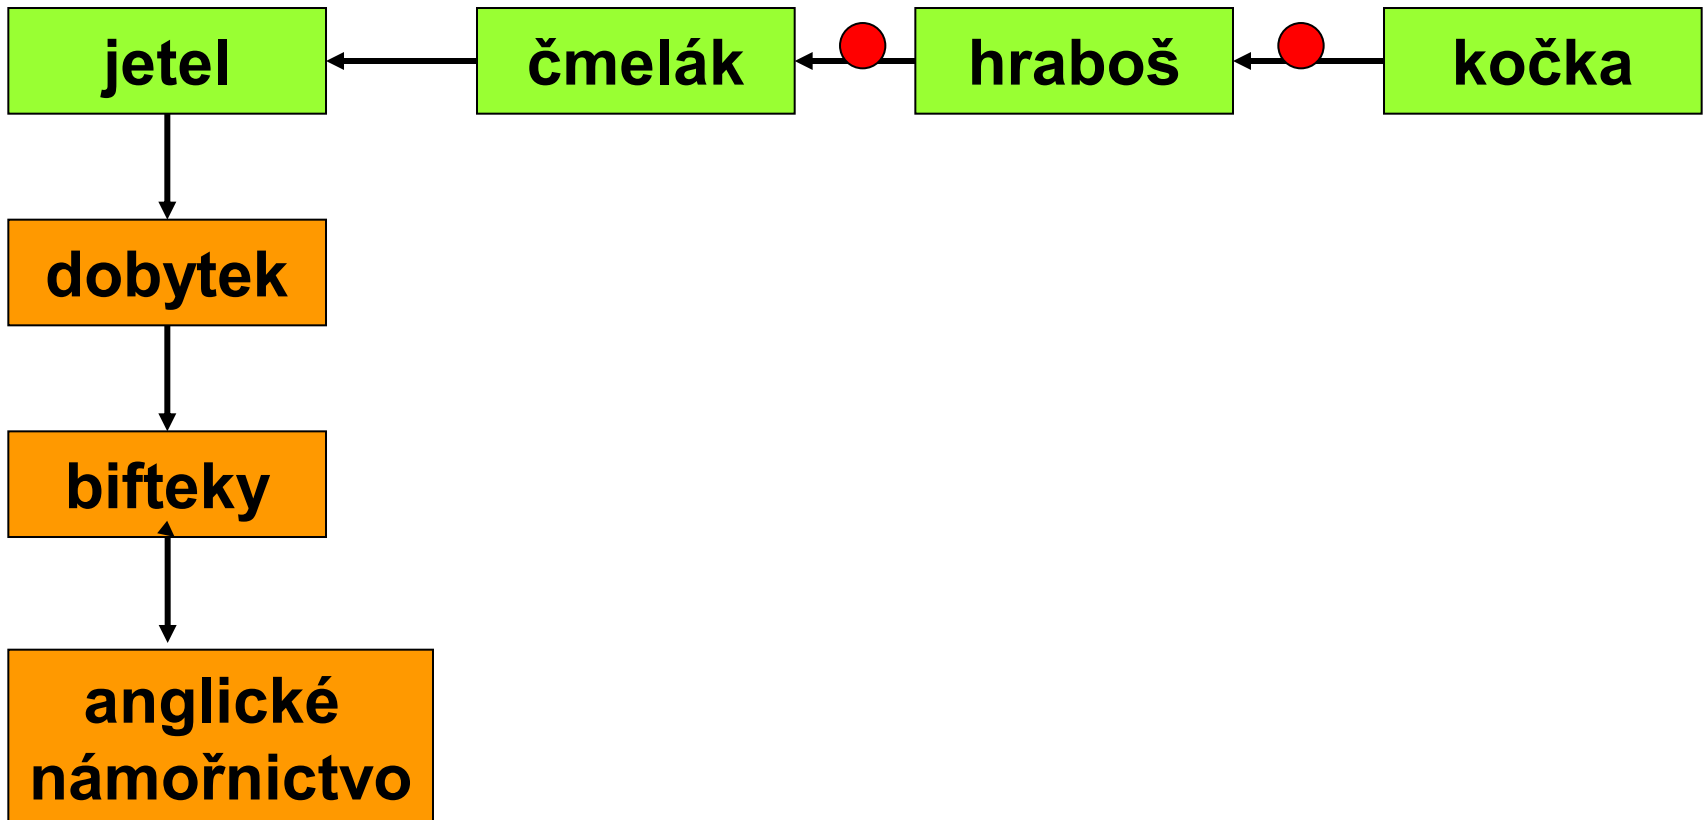 jetel
čmelák
hraboš
kočka
dobytek
bifteky
anglické
námořnictvo